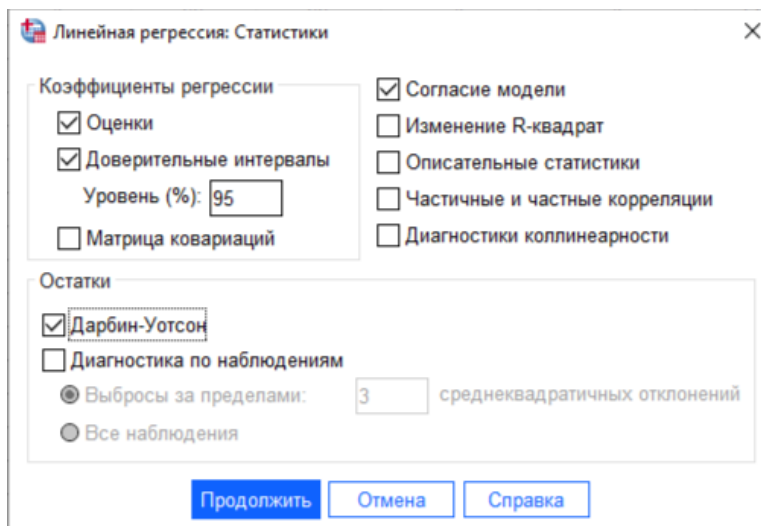 Линейная регрессия: Статистики
Коэффициенты регрессии
Оценки
Доверительные интервалы
Уровень (%): 95
Матрица ковариаций
Согласие модели
Изменение R-квадрат
Описательные статистики
Частичные и частные корреляции
Диагностики коллинеарности
Остатки
Дарбин-Уотсон
Диагностика по наблюдениям
Выбросы за пределами: 3 среднеквадратичных отклонений
Все наблюдения
Продолжить Отмена Справка